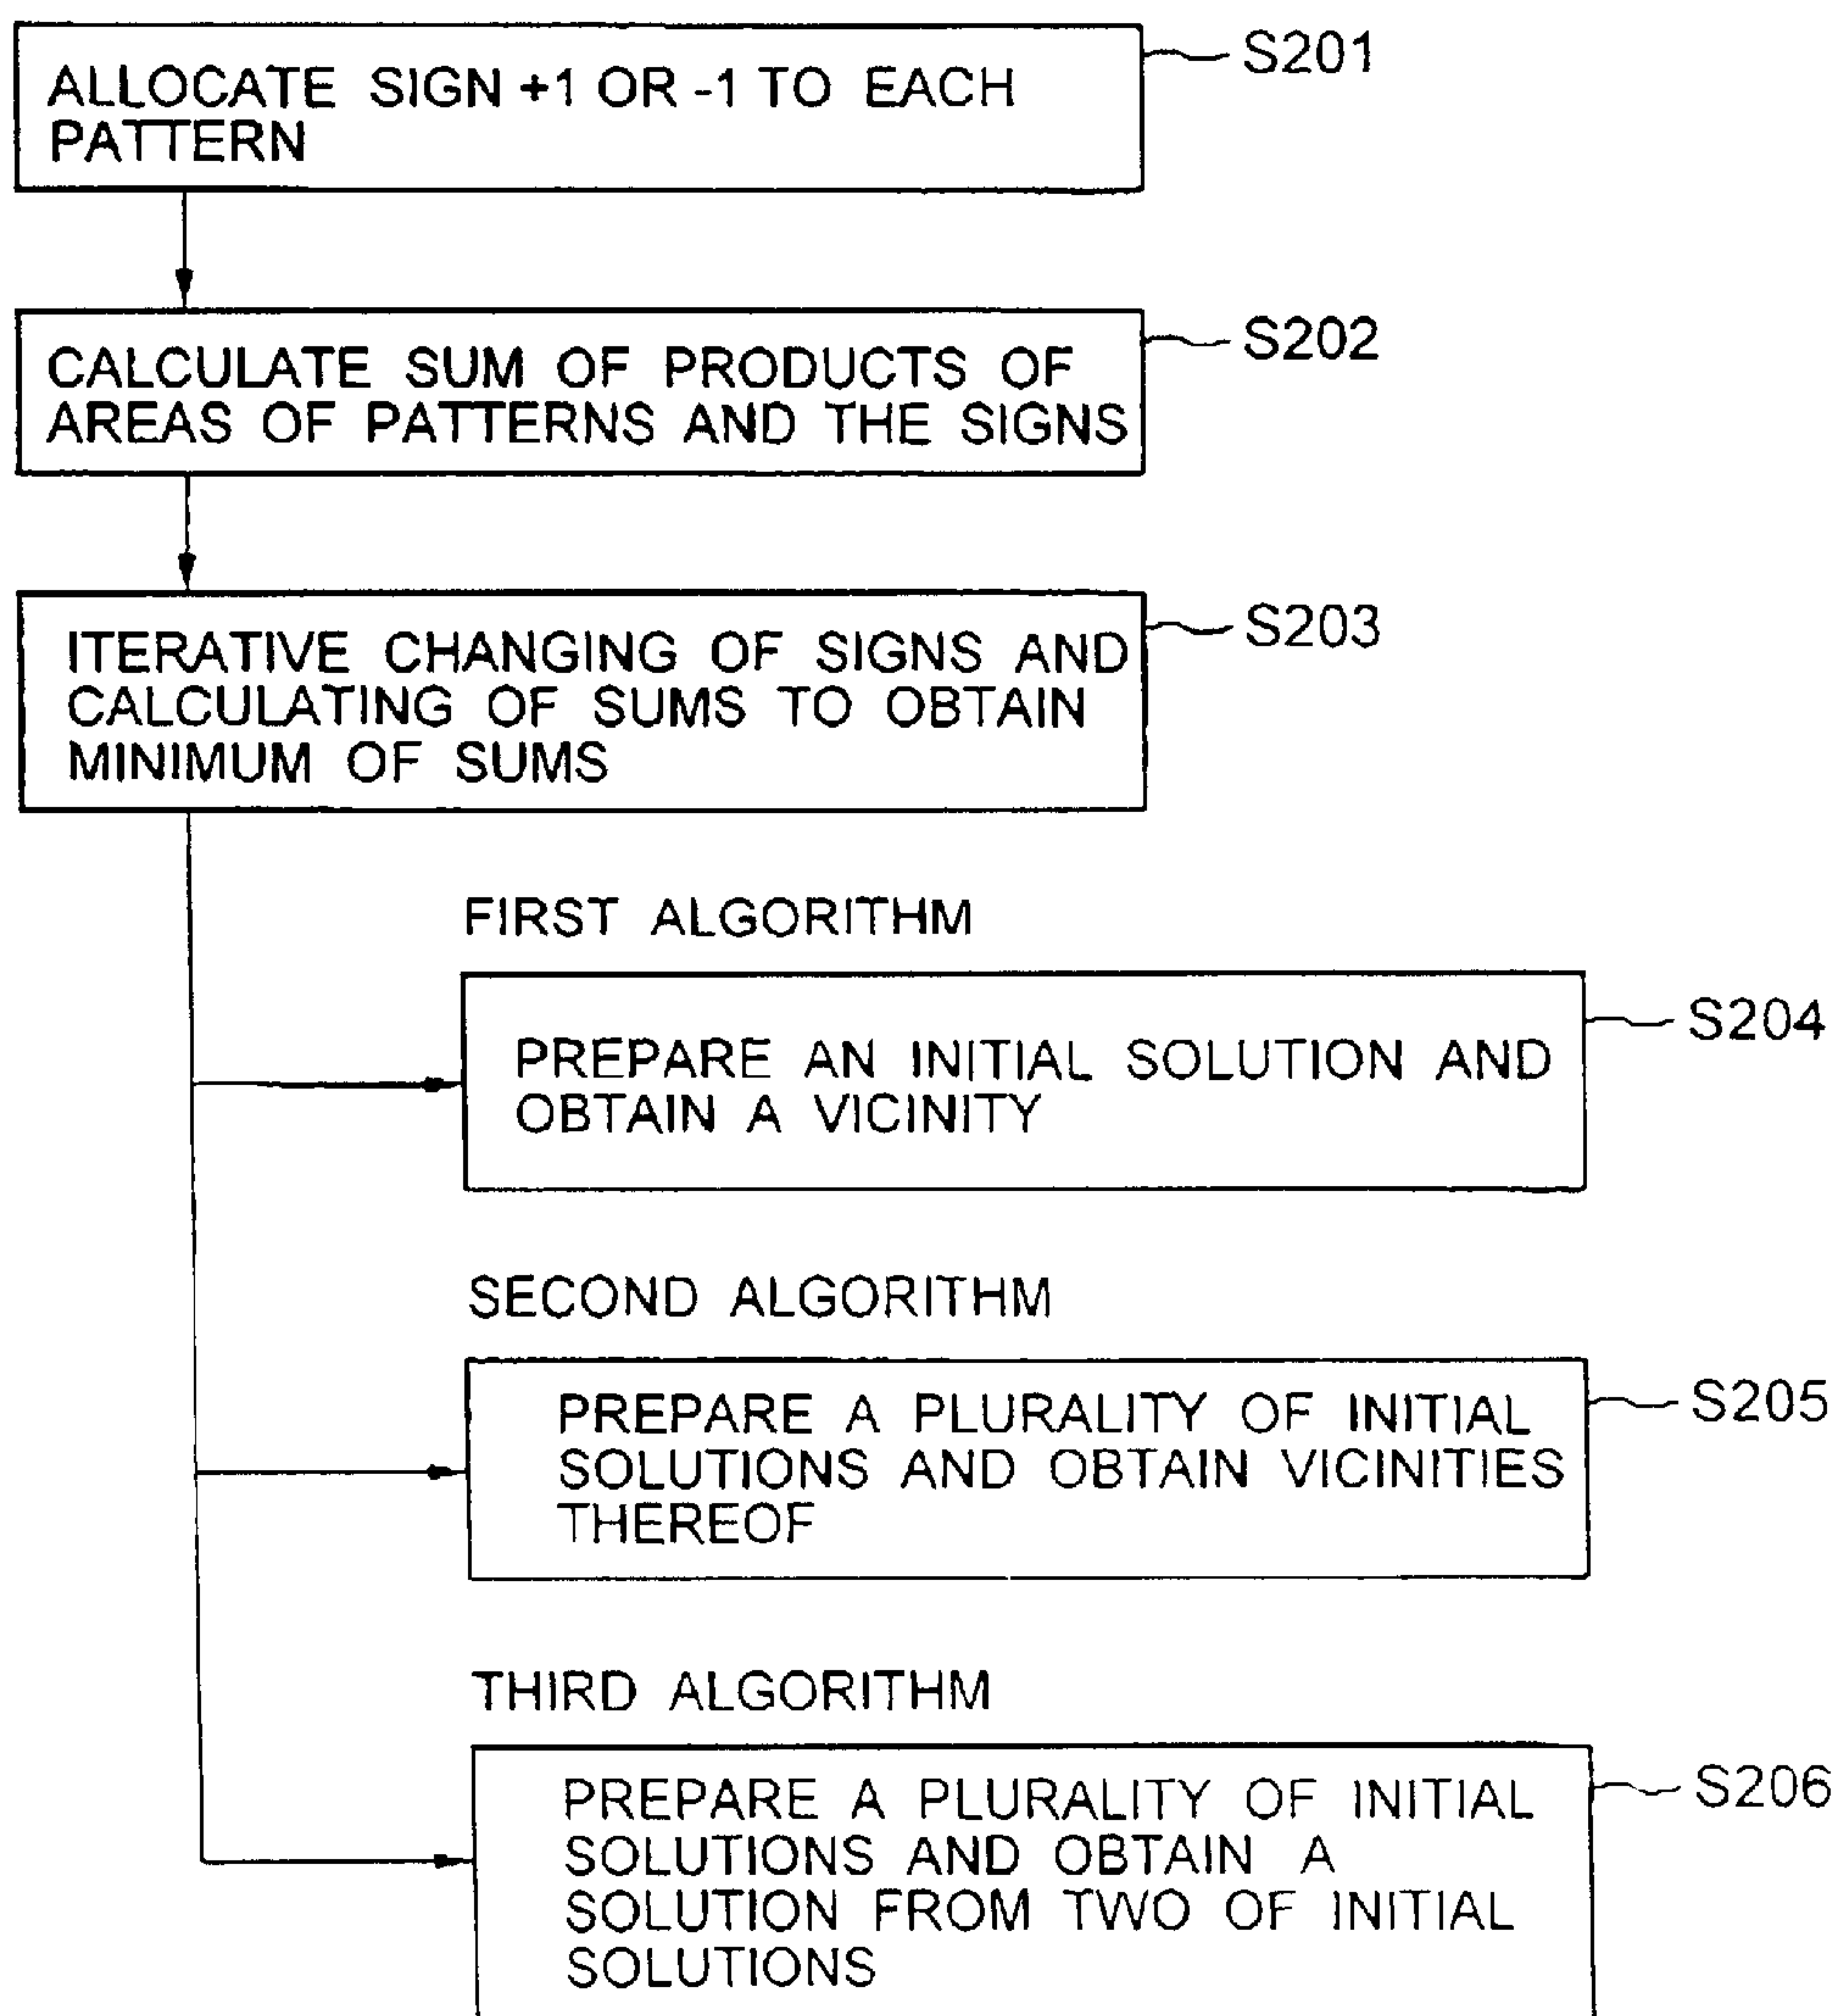 ALLOCATE SIGN +1 OR -1 TO EACH
PATTERN
S201
CALCULATE SUM OF PRODUCTS OF
AREAS OF PATTERNS AND THE SIGNS
S202
ITERATIVE CHANGING OF SIGNS AND
CALCULATING OF SUMS TO OBTAIN
MINIMUM OF SUMS
S203
FIRST ALGORITHM
PREPARE AN INITIAL SOLUTION AND
OBTAIN A VICINITY
S204
SECOND ALGORITHM
PREPARE A PLURALITY OF INITIAL
SOLUTIONS AND OBTAIN VICINITIES
THEREOF
S205
THIRD ALGORITHM
PREPARE A PLURALITY OF INITIAL
SOLUTIONS AND OBTAIN A
SOLUTION FROM TWO OF INITIAL
SOLUTIONS
S206